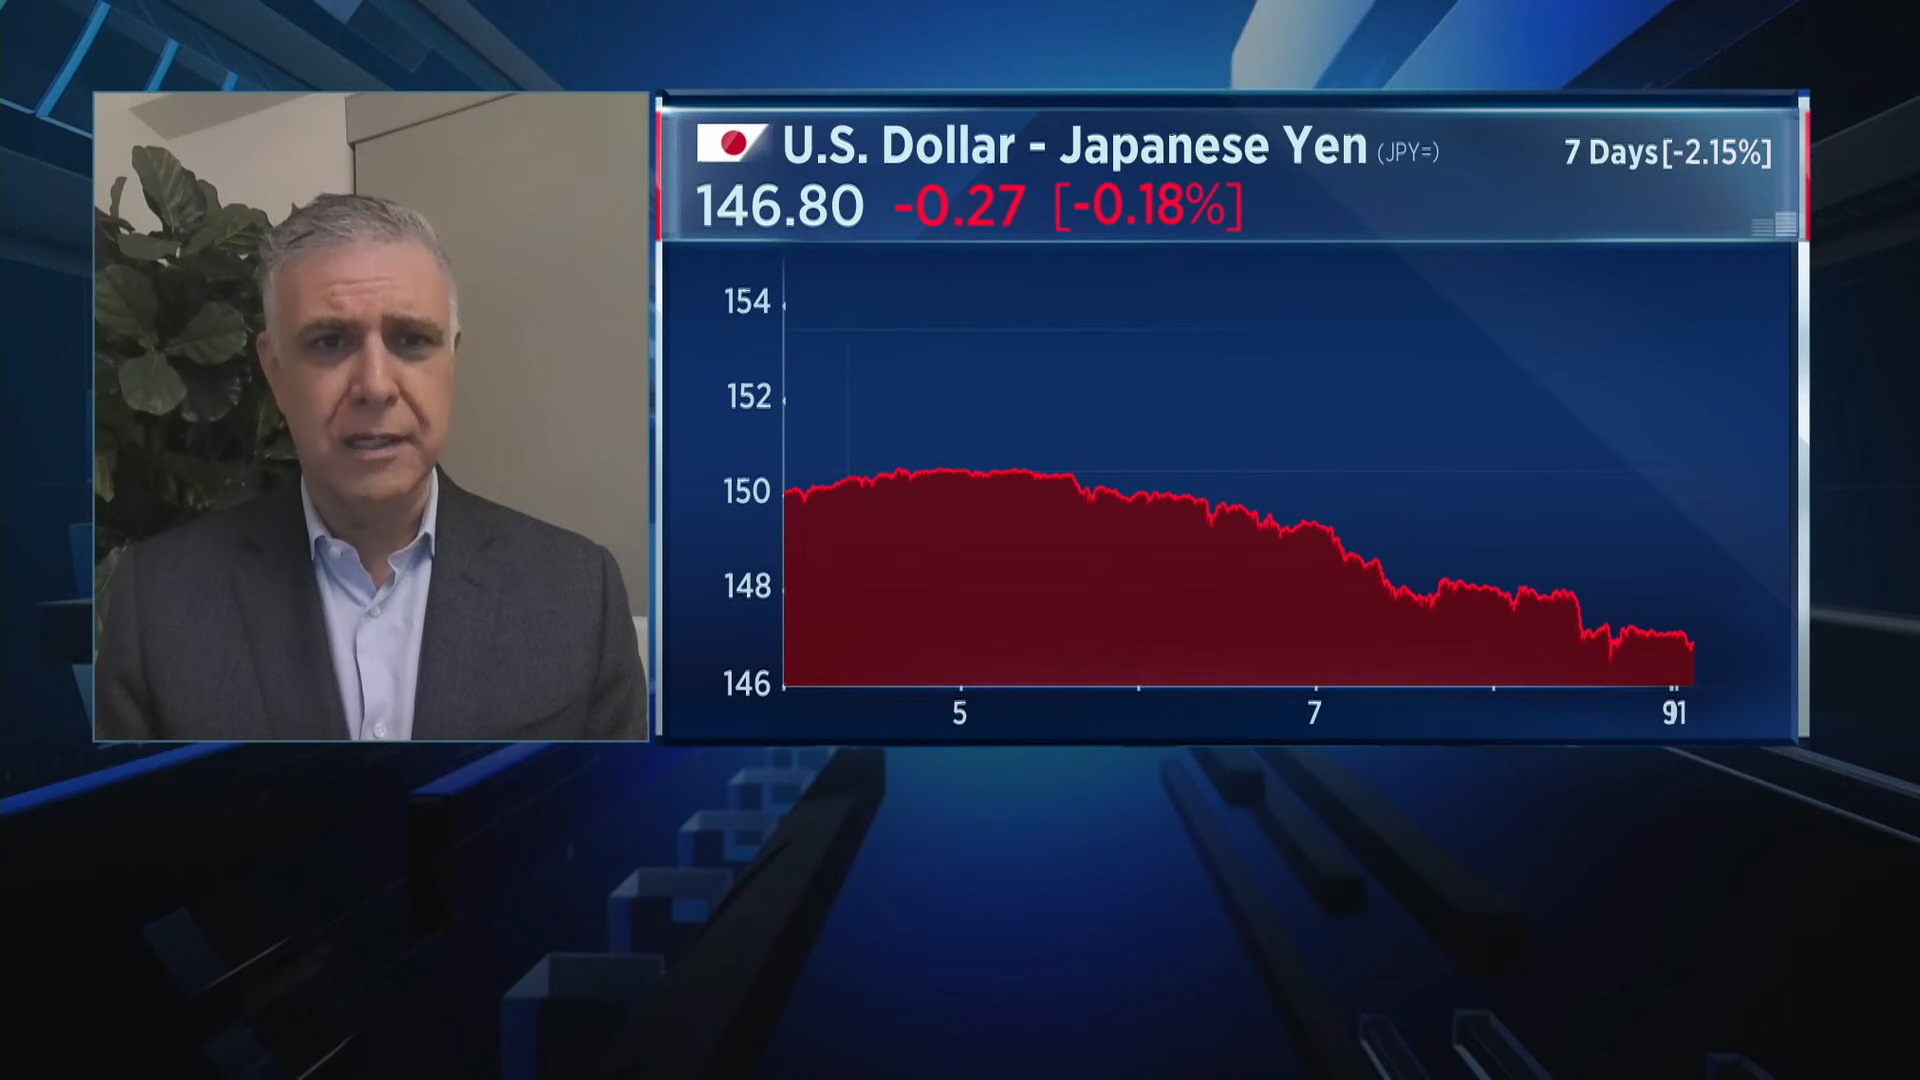 U.S. Dollar - Japanese Yen (JPY=)
7 Days [-2.15%]
146.80 -0.27 [-0.18%]
154
152
150
148
146
5
7
91